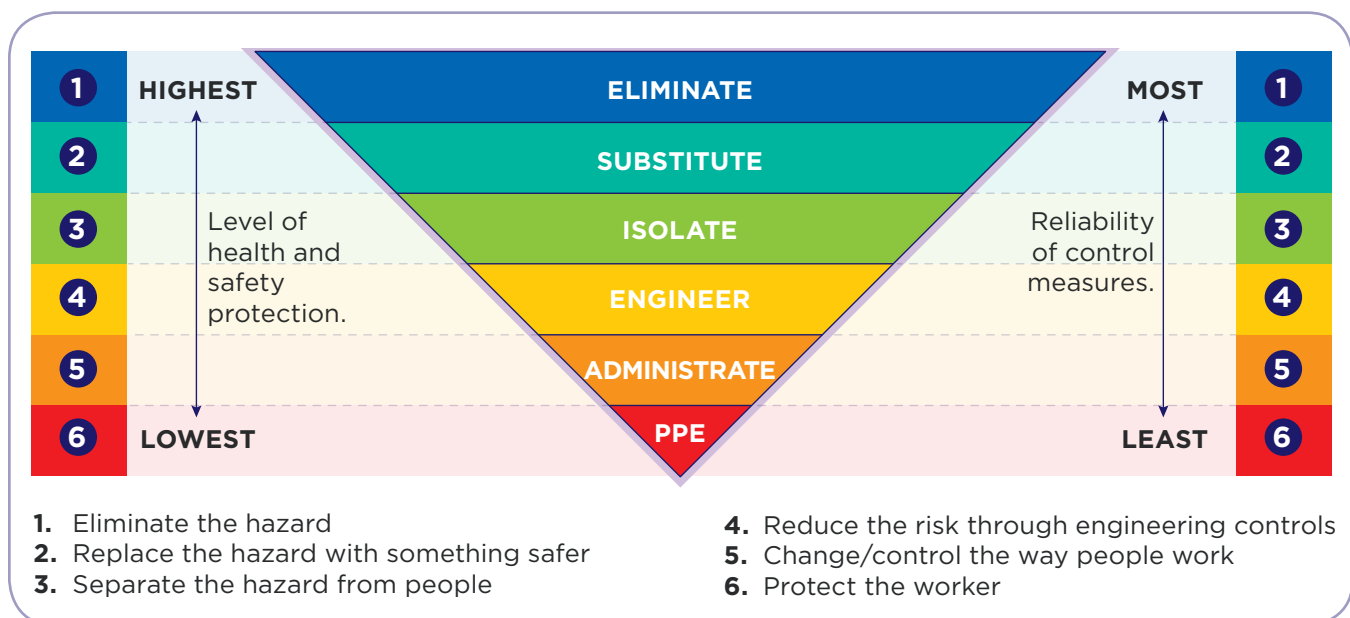 1 HIGHEST ELIMINATE MOST 1
2 SUBSTITUTE 2
3 ISOLATE 3
Level of
health and
safety
protection.
Reliability
of control
measures.
4 ENGINEER 4
5 ADMINISTRATE 5
6 LOWEST PPE LEAST 6
1. Eliminate the hazard
2. Replace the hazard with something safer
3. Separate the hazard from people
4. Reduce the risk through engineering controls
5. Change/control the way people work
6. Protect the worker